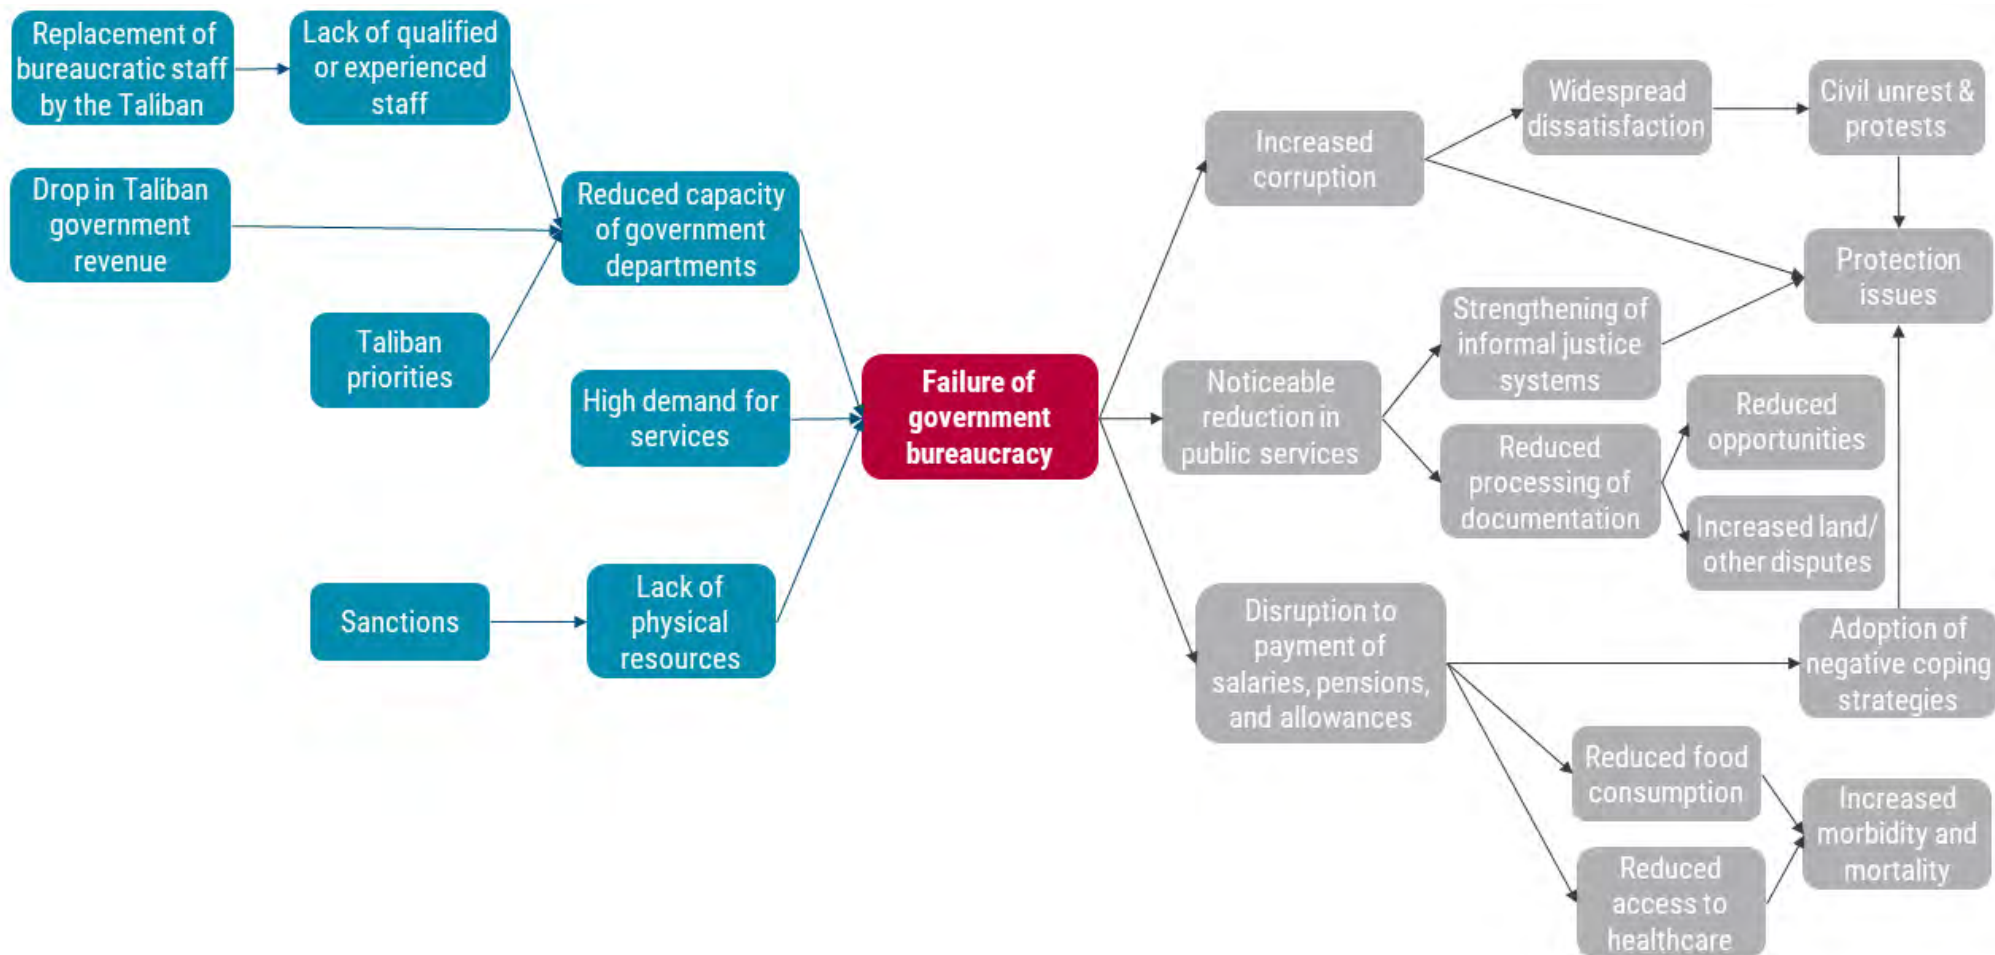 Replacement of
bureaucratic staff
by the Taliban
Lack of qualified
or experienced
staff
Drop in Taliban
government
revenue
Reduced capacity
of government
departments
Taliban
priorities
High demand for
services
Sanctions
Lack of
physical
resources
Failure of
government
bureaucracy
Increased
corruption
Widespread
dissatisfaction
Civil unrest &
protests
Protection
issues
Noticeable
reduction in
public services
Strengthening of
informal justice
systems
Reduced
processing of
documentation
Reduced
opportunities
Increased land/
other disputes
Disruption to
payment of
salaries, pensions,
and allowances
Adoption of
negative coping
strategies
Reduced food
consumption
Reduced
access to
healthcare
Increased
morbidity and
mortality